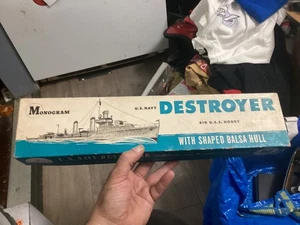 MONOGRAM
U.S. NAVY
DESTROYER
WITH SHAPED BALSA HULL